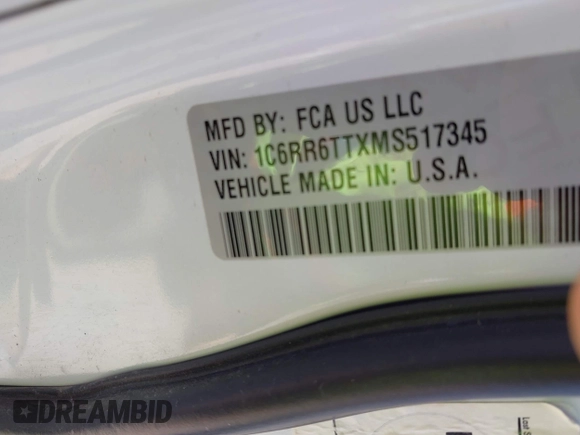 MFD BY: FCA US LLC
VIN: 1C6RR6TTXMS517345
VEHICLE MADE IN: U.S.A.
DREAMBID